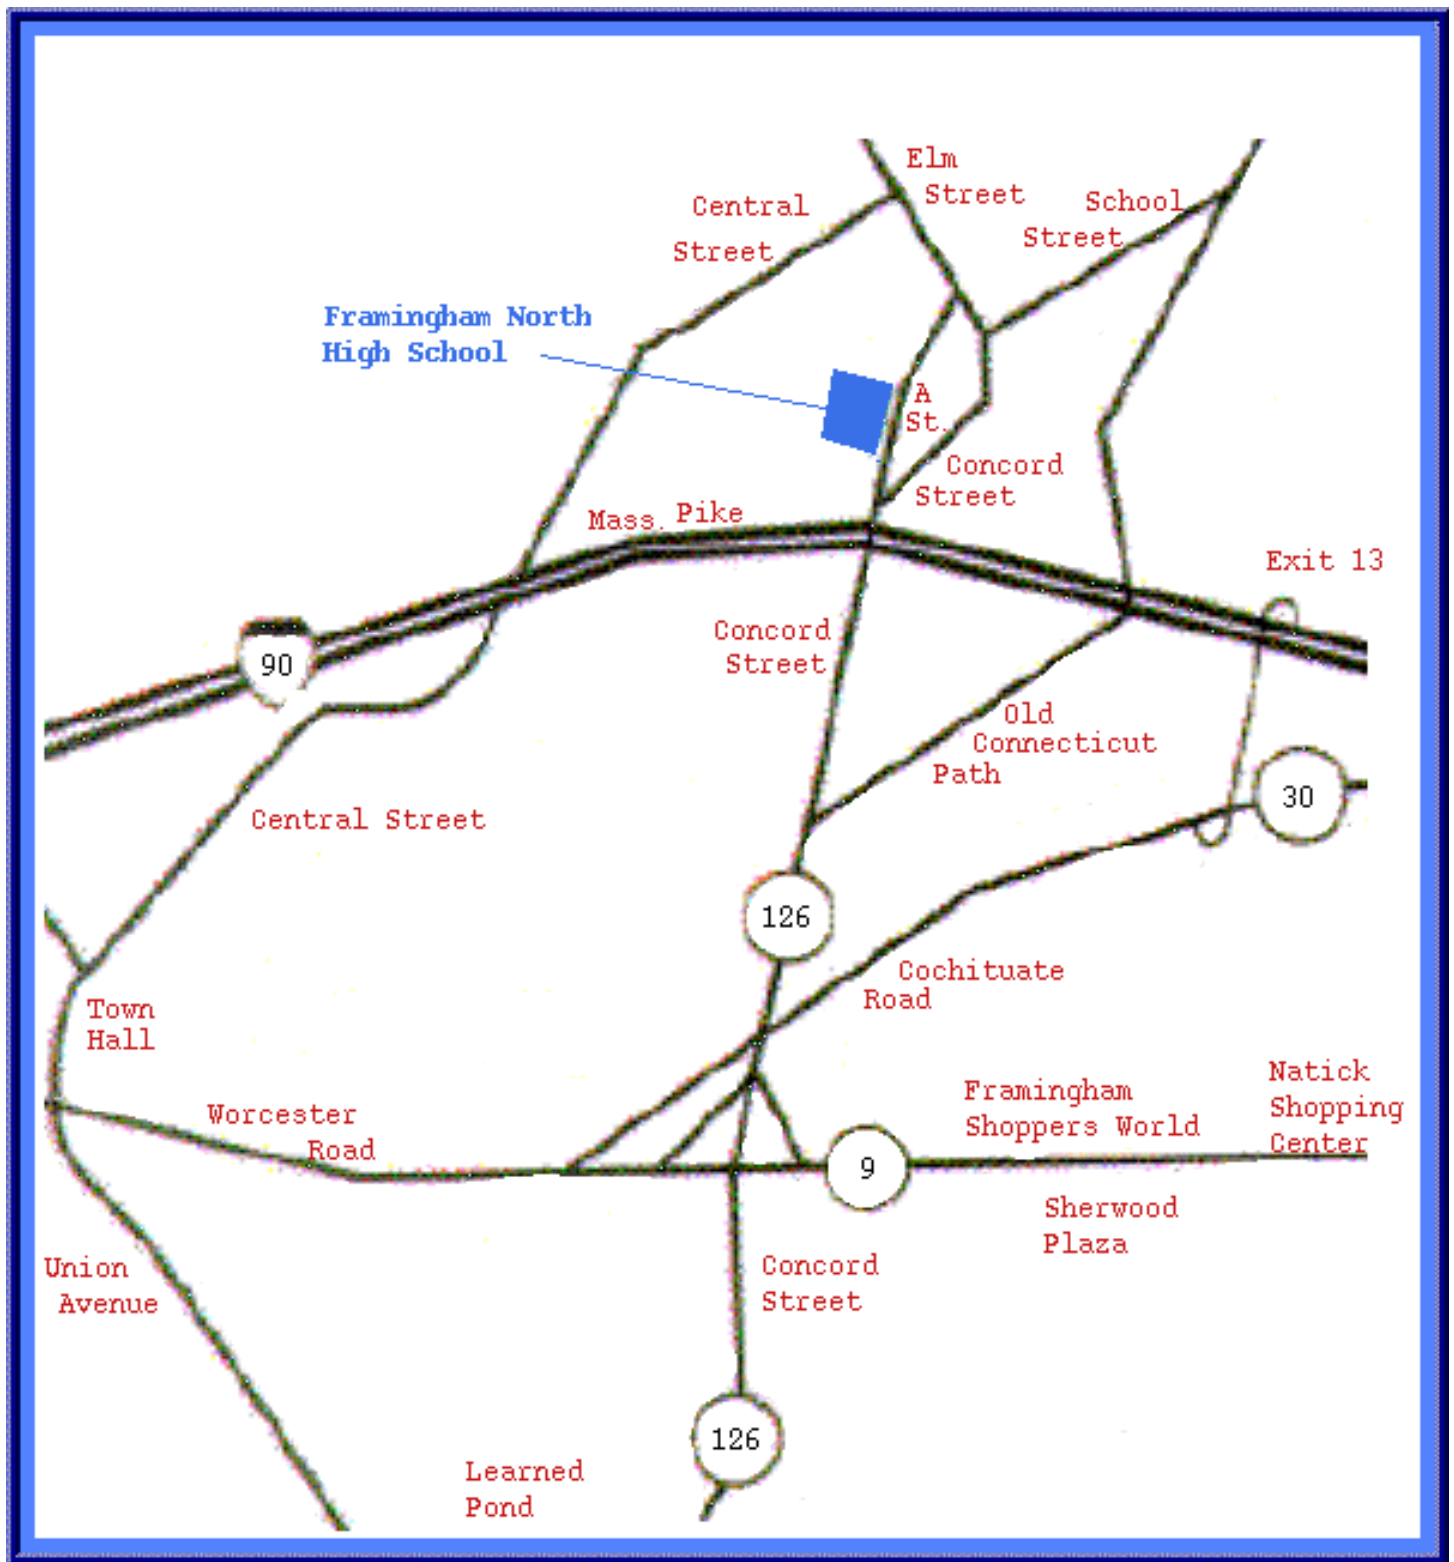 Elm
Street
Central
Street
School
Street
Framingham North
High School
A
St.
Concord
Street
Mass. Pike
Exit 13
90
Concord
Street
Old
Connecticut
Path
30
Central Street
126
Cochituate
Road
Town
Hall
Worcester
Road
Framingham
Shoppers World
Natick
Shopping
Center
9
Sherwood
Plaza
Union
Avenue
Concord
Street
126
Learned
Pond